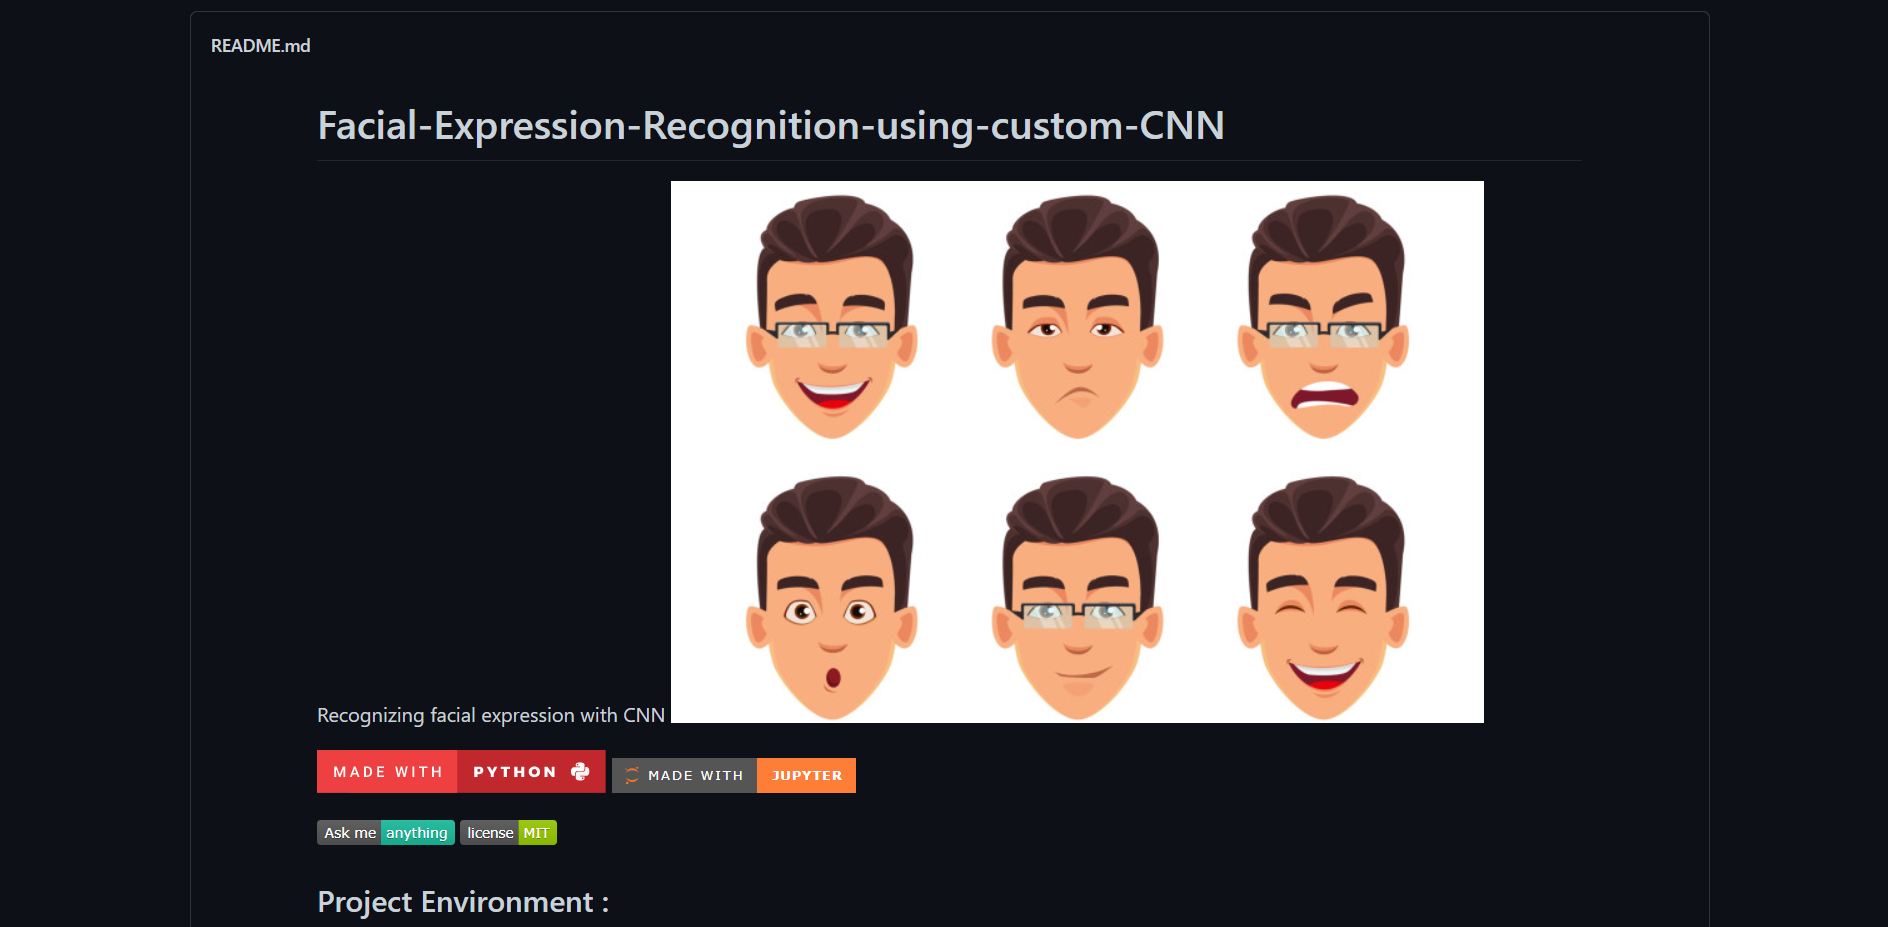 README.md
Facial-Expression-Recognition-using-custom-CNN
Recognizing facial expression with CNN
MADE WITH PYTHON MADE WITH JUPYTER
Ask me anything license MIT
Project Environment :